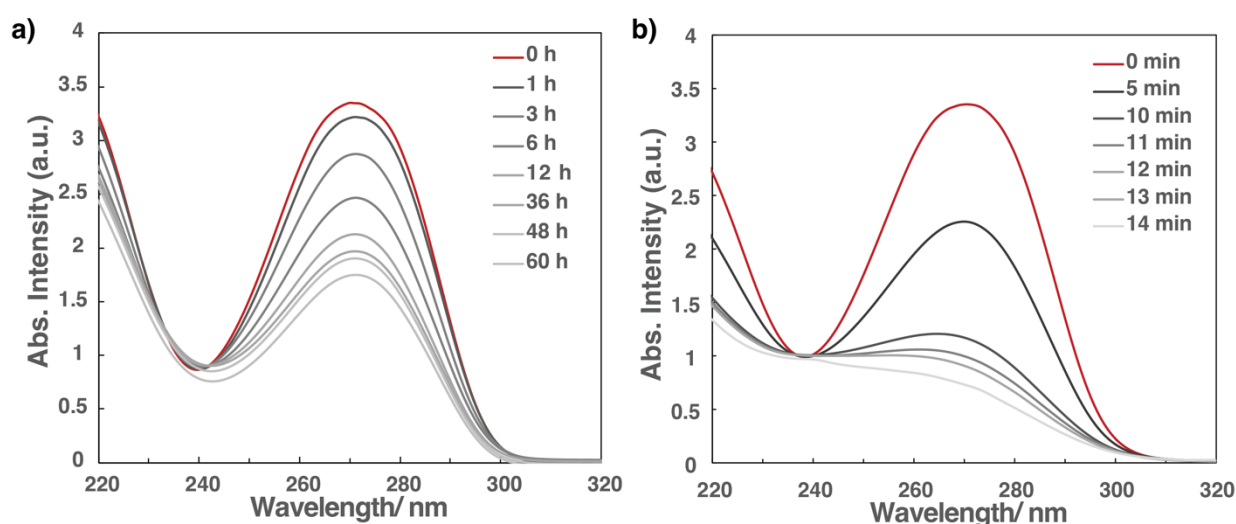 a)
Abs. Intensity (a.u.)
4
3.5
3
2.5
2
1.5
1
0.5
0
220 240 260 280 300 320
Wavelength/ nm
0 h
1 h
3 h
6 h
12 h
36 h
48 h
60 h
b)
Abs. Intensity (a.u.)
4
3.5
3
2.5
2
1.5
1
0.5
0
220 240 260 280 300 320
Wavelength/ nm
0 min
5 min
10 min
11 min
12 min
13 min
14 min